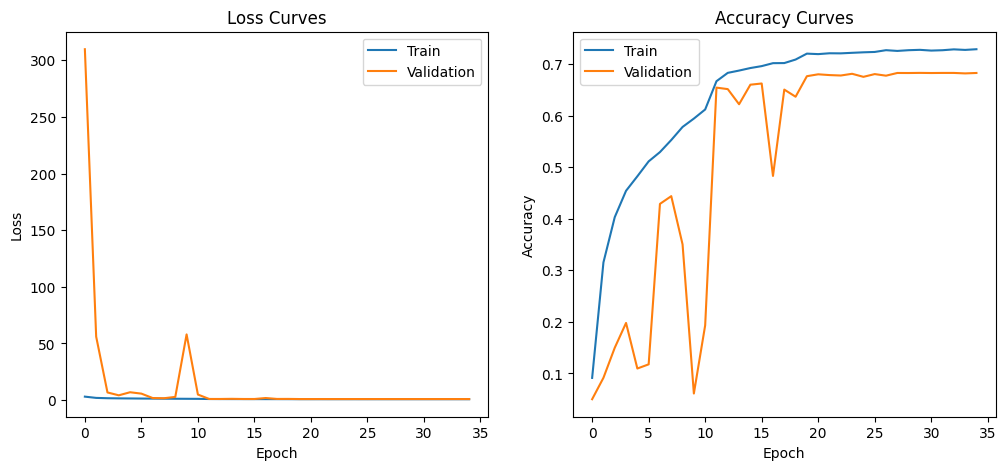 Loss Curves
Train
Validation
300
250
200
150
100
50
0
0 5 10 15 20 25 30 35
Epoch
Loss
Accuracy Curves
Train
Validation
0.7
0.6
0.5
0.4
0.3
0.2
0.1
0 5 10 15 20 25 30 35
Epoch
Accuracy